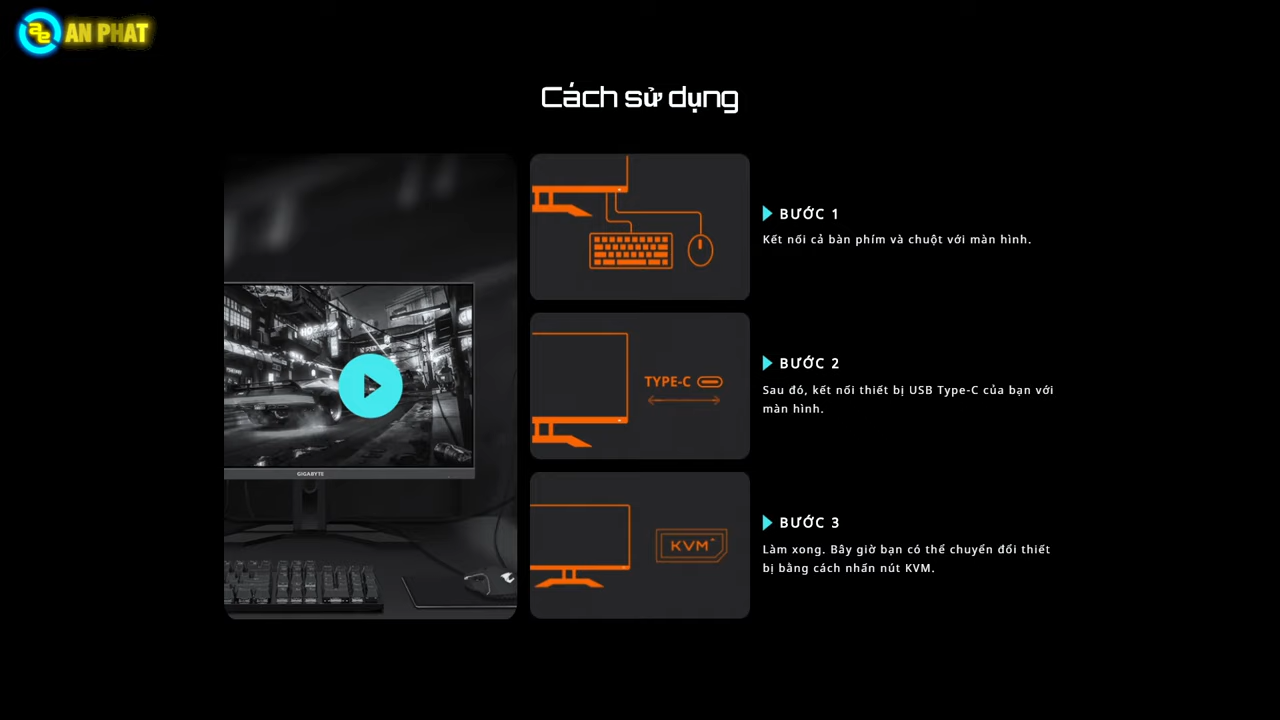 AN PHAT
Cách sử dụng
BƯỚC 1
Kết nối cả bàn phím và chuột với màn hình.
TYPE-C
BƯỚC 2
Sau đó, kết nối thiết bị USB Type-C của bạn với
màn hình.
GIGABYTE
KVM
BƯỚC 3
Làm xong. Bây giờ bạn có thể chuyển đổi thiết
bị bằng cách nhấn nút KVM.